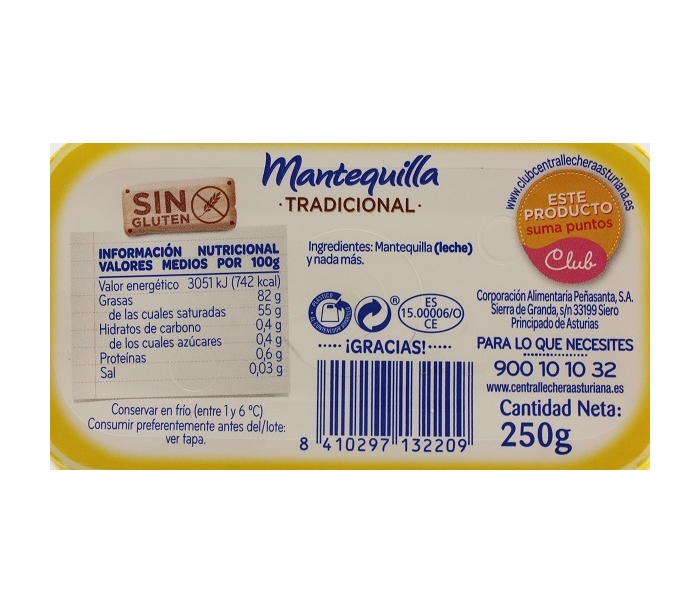 Mantequilla
·TRADICIONAL·
SIN
GLUTEN
INFORMACIÓN NUTRICIONAL
VALORES MEDIOS POR 100g
Valor energético 3051 kJ (742 kcal)
Grasas 82 g
de las cuales saturadas 55 g
Hidratos de carbono 0,4 g
de los cuales azúcares 0,4 g
Proteínas 0,6 g
Sal 0,03 g
Conservar en frío (entre 1 y 6 ºC)
Consumir preferentemente antes del/lote:
ver tapa.
Ingredientes: Mantequilla (leche)
y nada más.
PLASTICO
AL CONTENEDOR AMARILLO
®
ES
15.00006/O
CE
¡GRACIAS!
8 410297 132209
www.clubcentrallecheraasturiana.es
ESTE
PRODUCTO
suma puntos
Club
Corporación Alimentaria Peñasanta, S.A.
Sierra de Granda, s/n 33199 Siero
Principado de Asturias
PARA LO QUE NECESITES
900 10 10 32
www.centrallecheraasturiana.es
Cantidad Neta:
250g